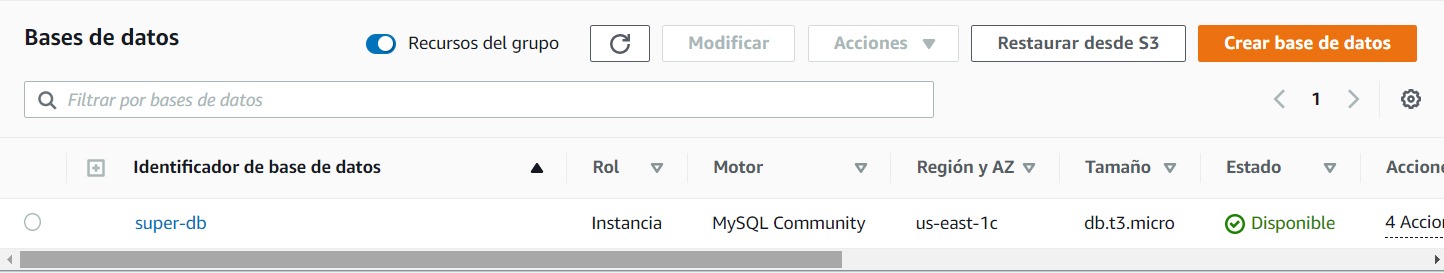 Bases de datos
Recursos del grupo
Modificar
Acciones
Restaurar desde S3
Crear base de datos
Filtrar por bases de datos
1
Identificador de base de datos Rol Motor Región y AZ Tamaño Estado Accione
super-db Instancia MySQL Community us-east-1c db.t3.micro Disponible 4 Accion